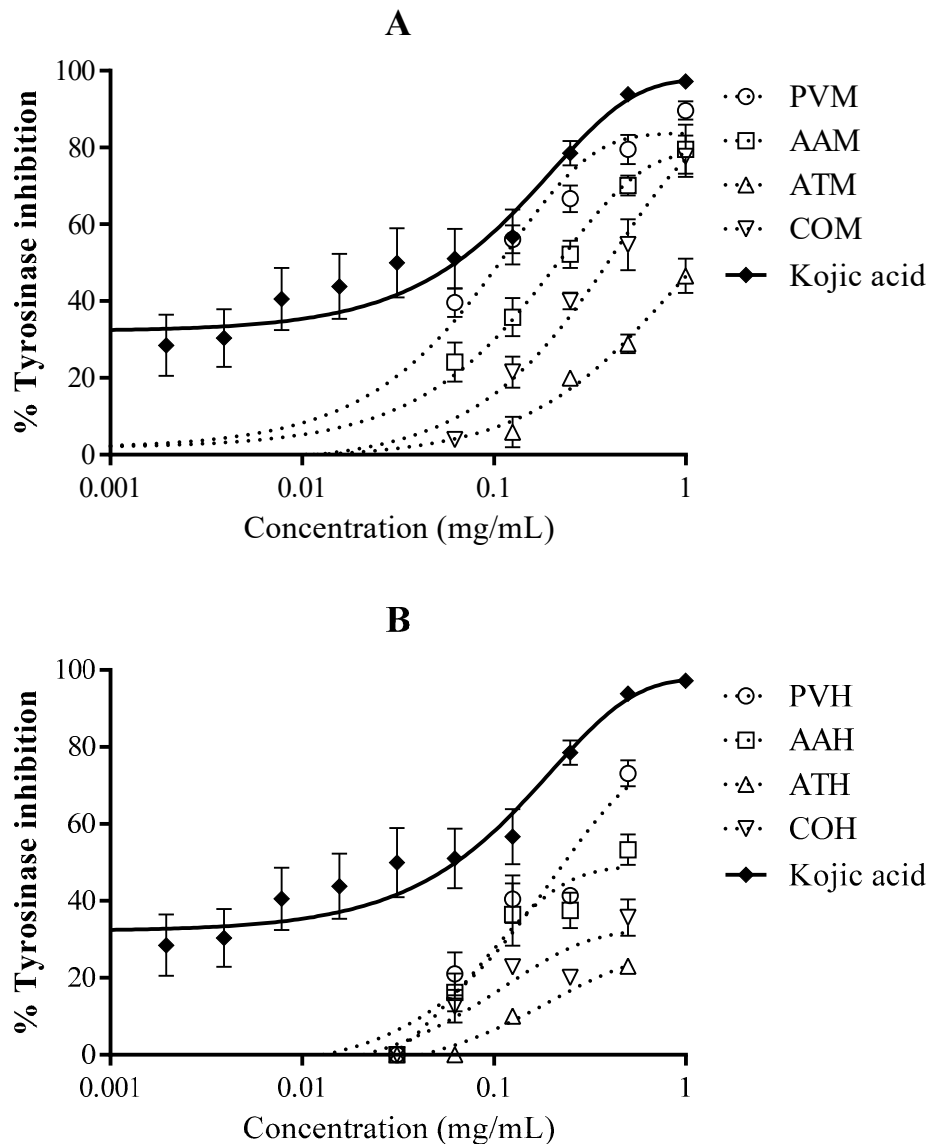 A
% Tyrosinase inhibition
100
80
60
40
20
0
0.001
0.01
0.1
1
Concentration (mg/mL)
PVM
AAM
ATM
COM
Kojic acid
B
% Tyrosinase inhibition
100
80
60
40
20
0
0.001
0.01
0.1
1
Concentration (mg/mL)
PVH
AAH
ATH
COH
Kojic acid